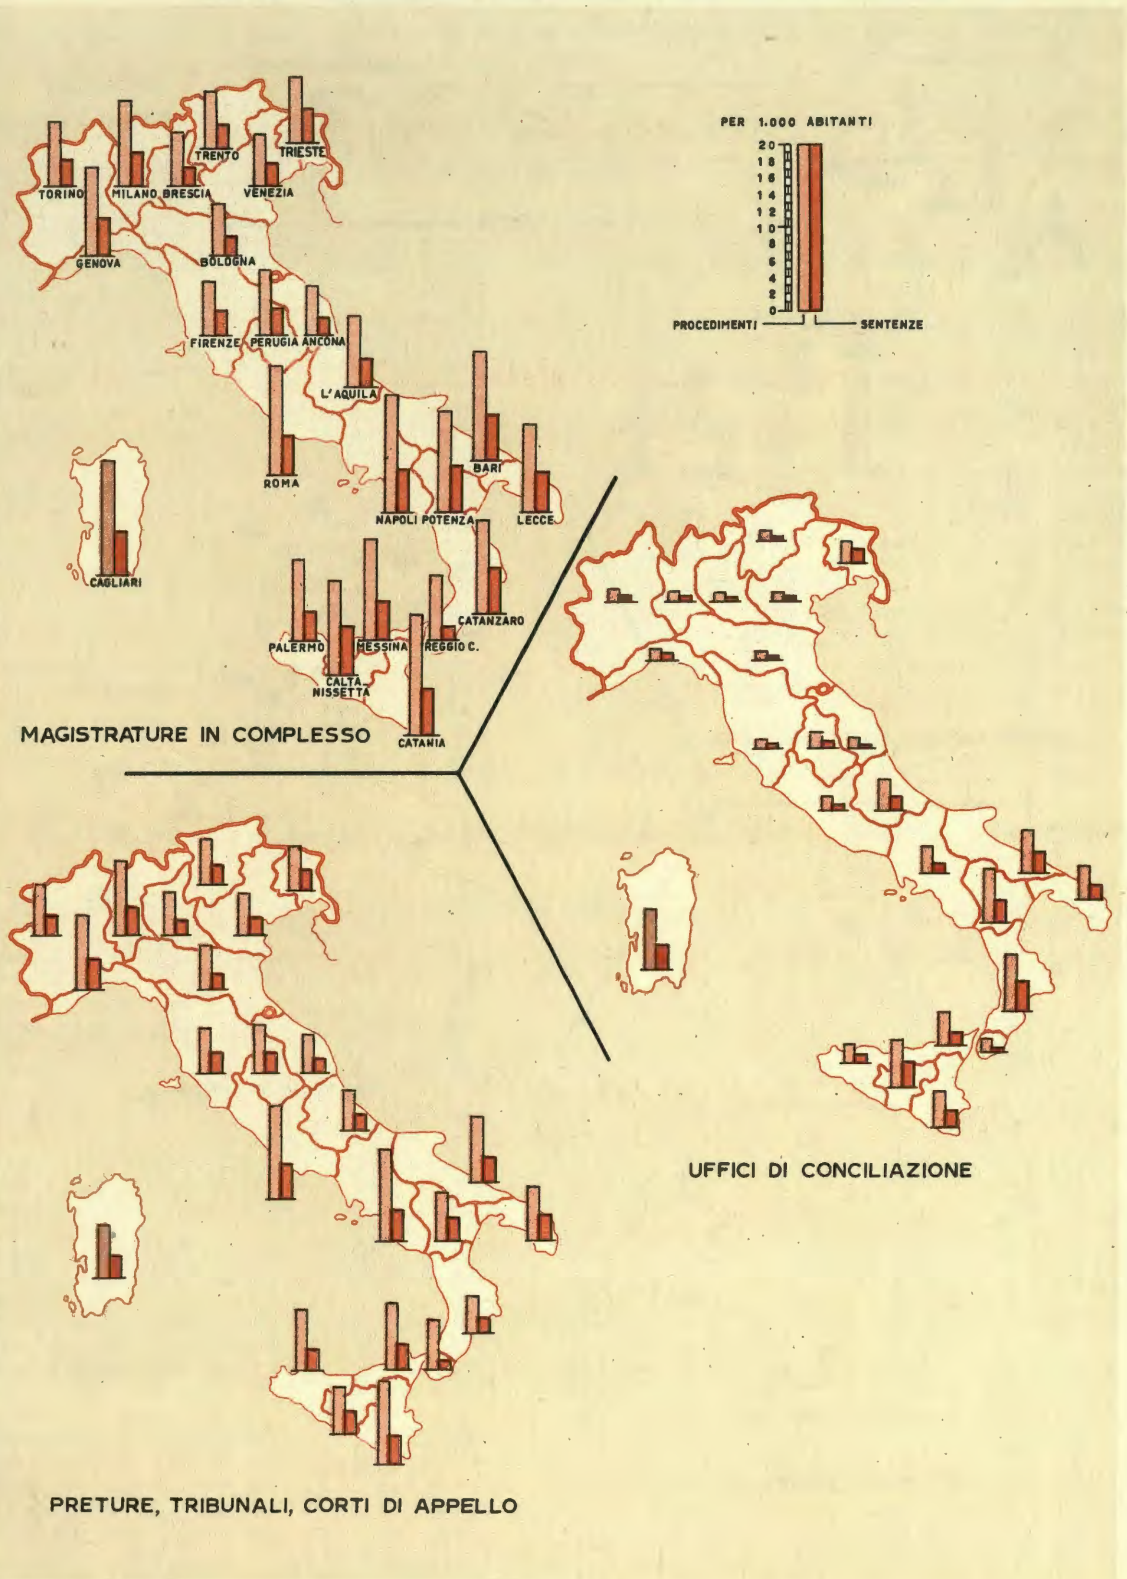 PER 1.000 ABITANTI
20
18
16
14
12
10
8
6
4
2
0
PROCEDIMENTI
SENTENZE
TRENTO
TRIESTE
TORINO
MILANO
BRESCIA
VENEZIA
GENOVA
BOLOGNA
FIRENZE
PERUGIA
ANCONA
L'AQUILA
ROMA
BARI
NAPOLI
POTENZA
LECCE
CAGLIARI
CATANZARO
PALERMO
MESSINA
REGGIO C.
CALTA-
NISSETTA
CATANIA
MAGISTRATURE IN COMPLESSO
UFFICI DI CONCILIAZIONE
PRETURE, TRIBUNALI, CORTI DI APPELLO